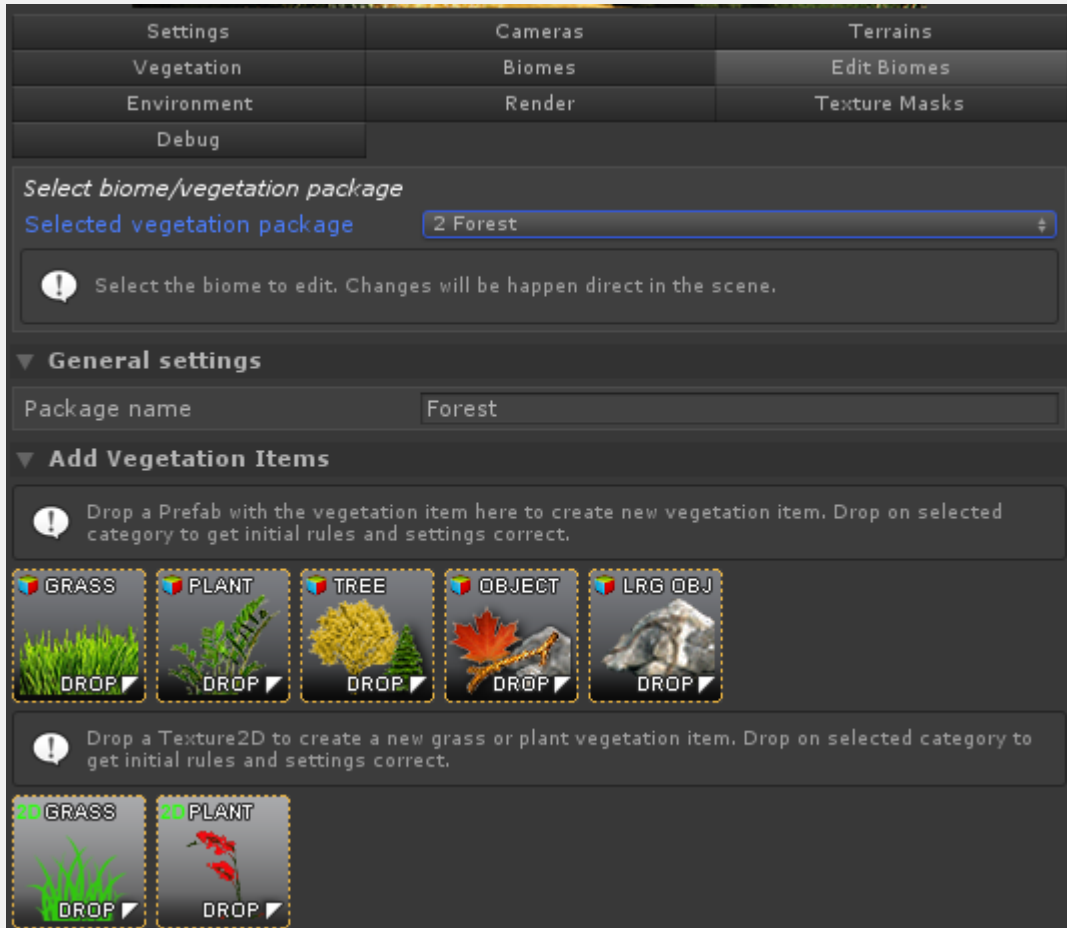 Settings Cameras Terrains
Vegetation Biomes Edit Biomes
Environment Render Texture Masks
Debug
Select biome/vegetation package
Selected vegetation package 2 Forest
Select the biome to edit. Changes will be happen direct in the scene.
General settings
Package name Forest
Add Vegetation Items
Drop a Prefab with the vegetation item here to create new vegetation item. Drop on selected
category to get initial rules and settings correct.
GRASS PLANT TREE OBJECT LRG OBJ
DROP DROP DROP DROP DROP
Drop a Texture2D to create a new grass or plant vegetation item. Drop on selected category to
get initial rules and settings correct.
2D GRASS 2D PLANT
DROP DROP